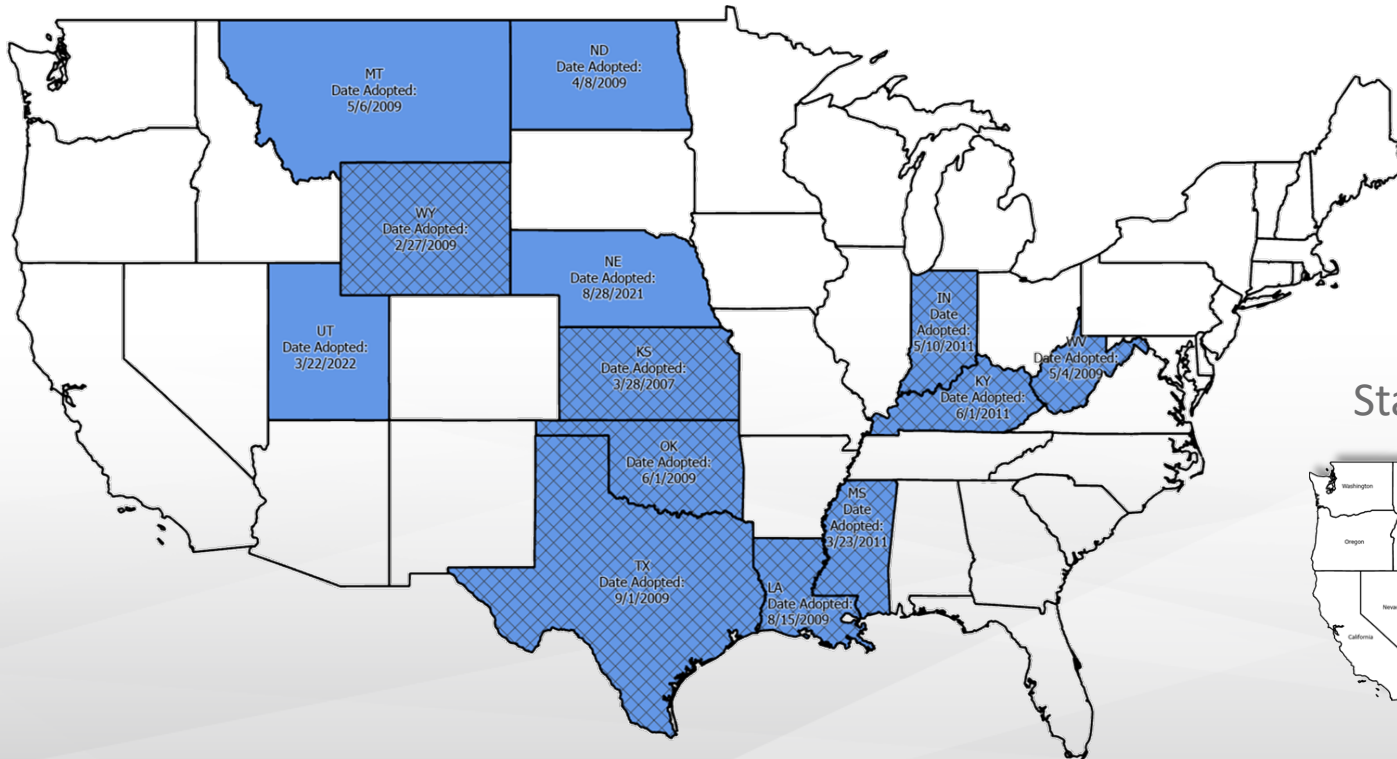 MT
Date Adopted:
5/6/2009
ND
Date Adopted:
4/8/2009
WY
Date Adopted:
2/27/2009
NE
Date Adopted:
8/28/2021
UT
Date Adopted:
3/22/2022
KS
Date Adopted:
3/28/2007
IN
Date
Adopted:
5/10/2011
WV
Date Adopted:
5/4/2009
KY
Date Adopted:
6/1/2011
OK
Date Adopted:
6/1/2009
MS
Date
Adopted:
3/23/2011
TX
Date Adopted:
9/1/2009
LA
Date Adopted:
8/15/2009
Sta
Washington
Oregon
Neva
California